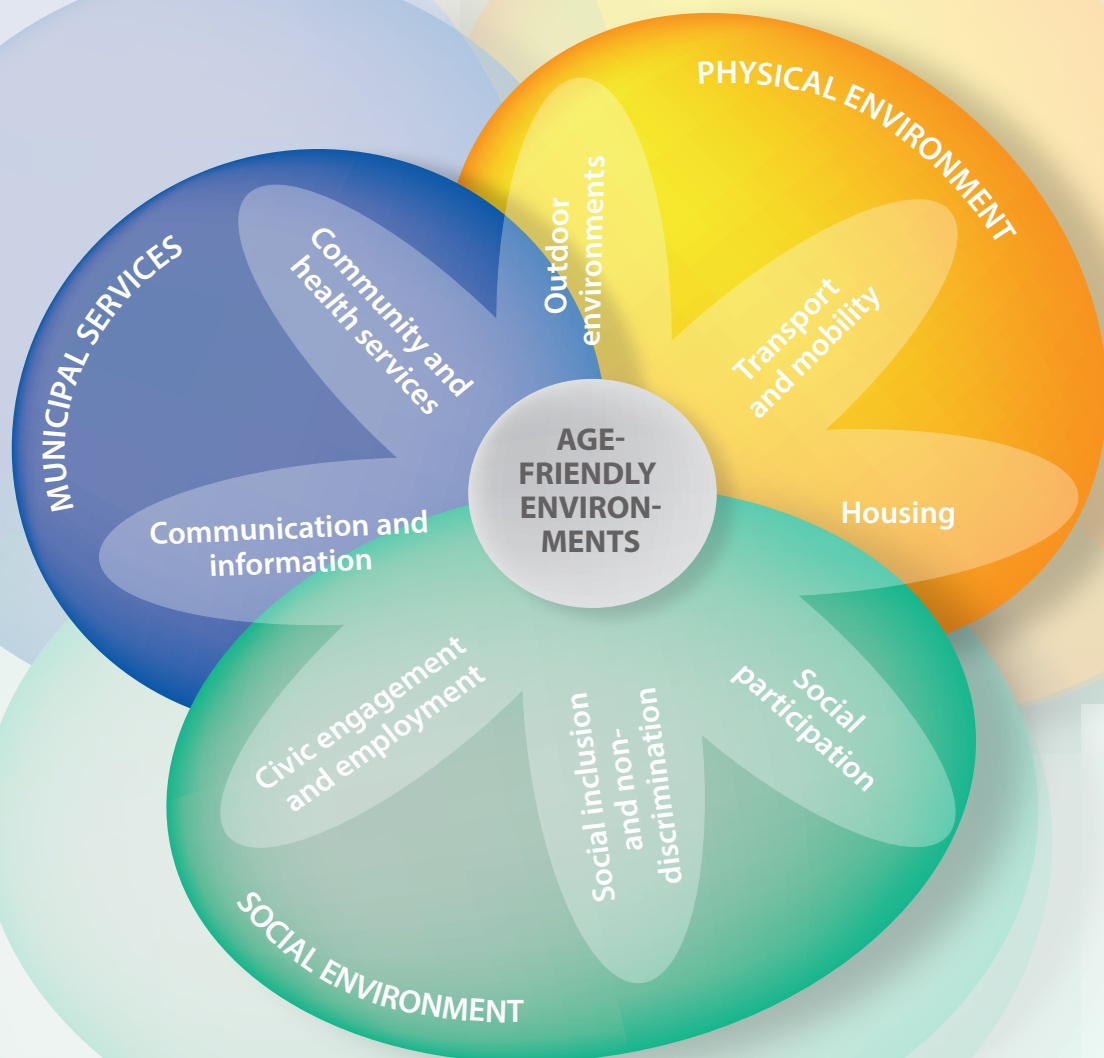 PHYSICAL ENVIRONMENT
Outdoor
environments
Transport
and mobility
Housing
MUNICIPAL SERVICES
Community and
health services
Communication and
information
AGE-
FRIENDLY
ENVIRON-
MENTS
Civic engagement
and employment
Social inclusion
and non-
discrimination
Social
participation
SOCIAL ENVIRONMENT